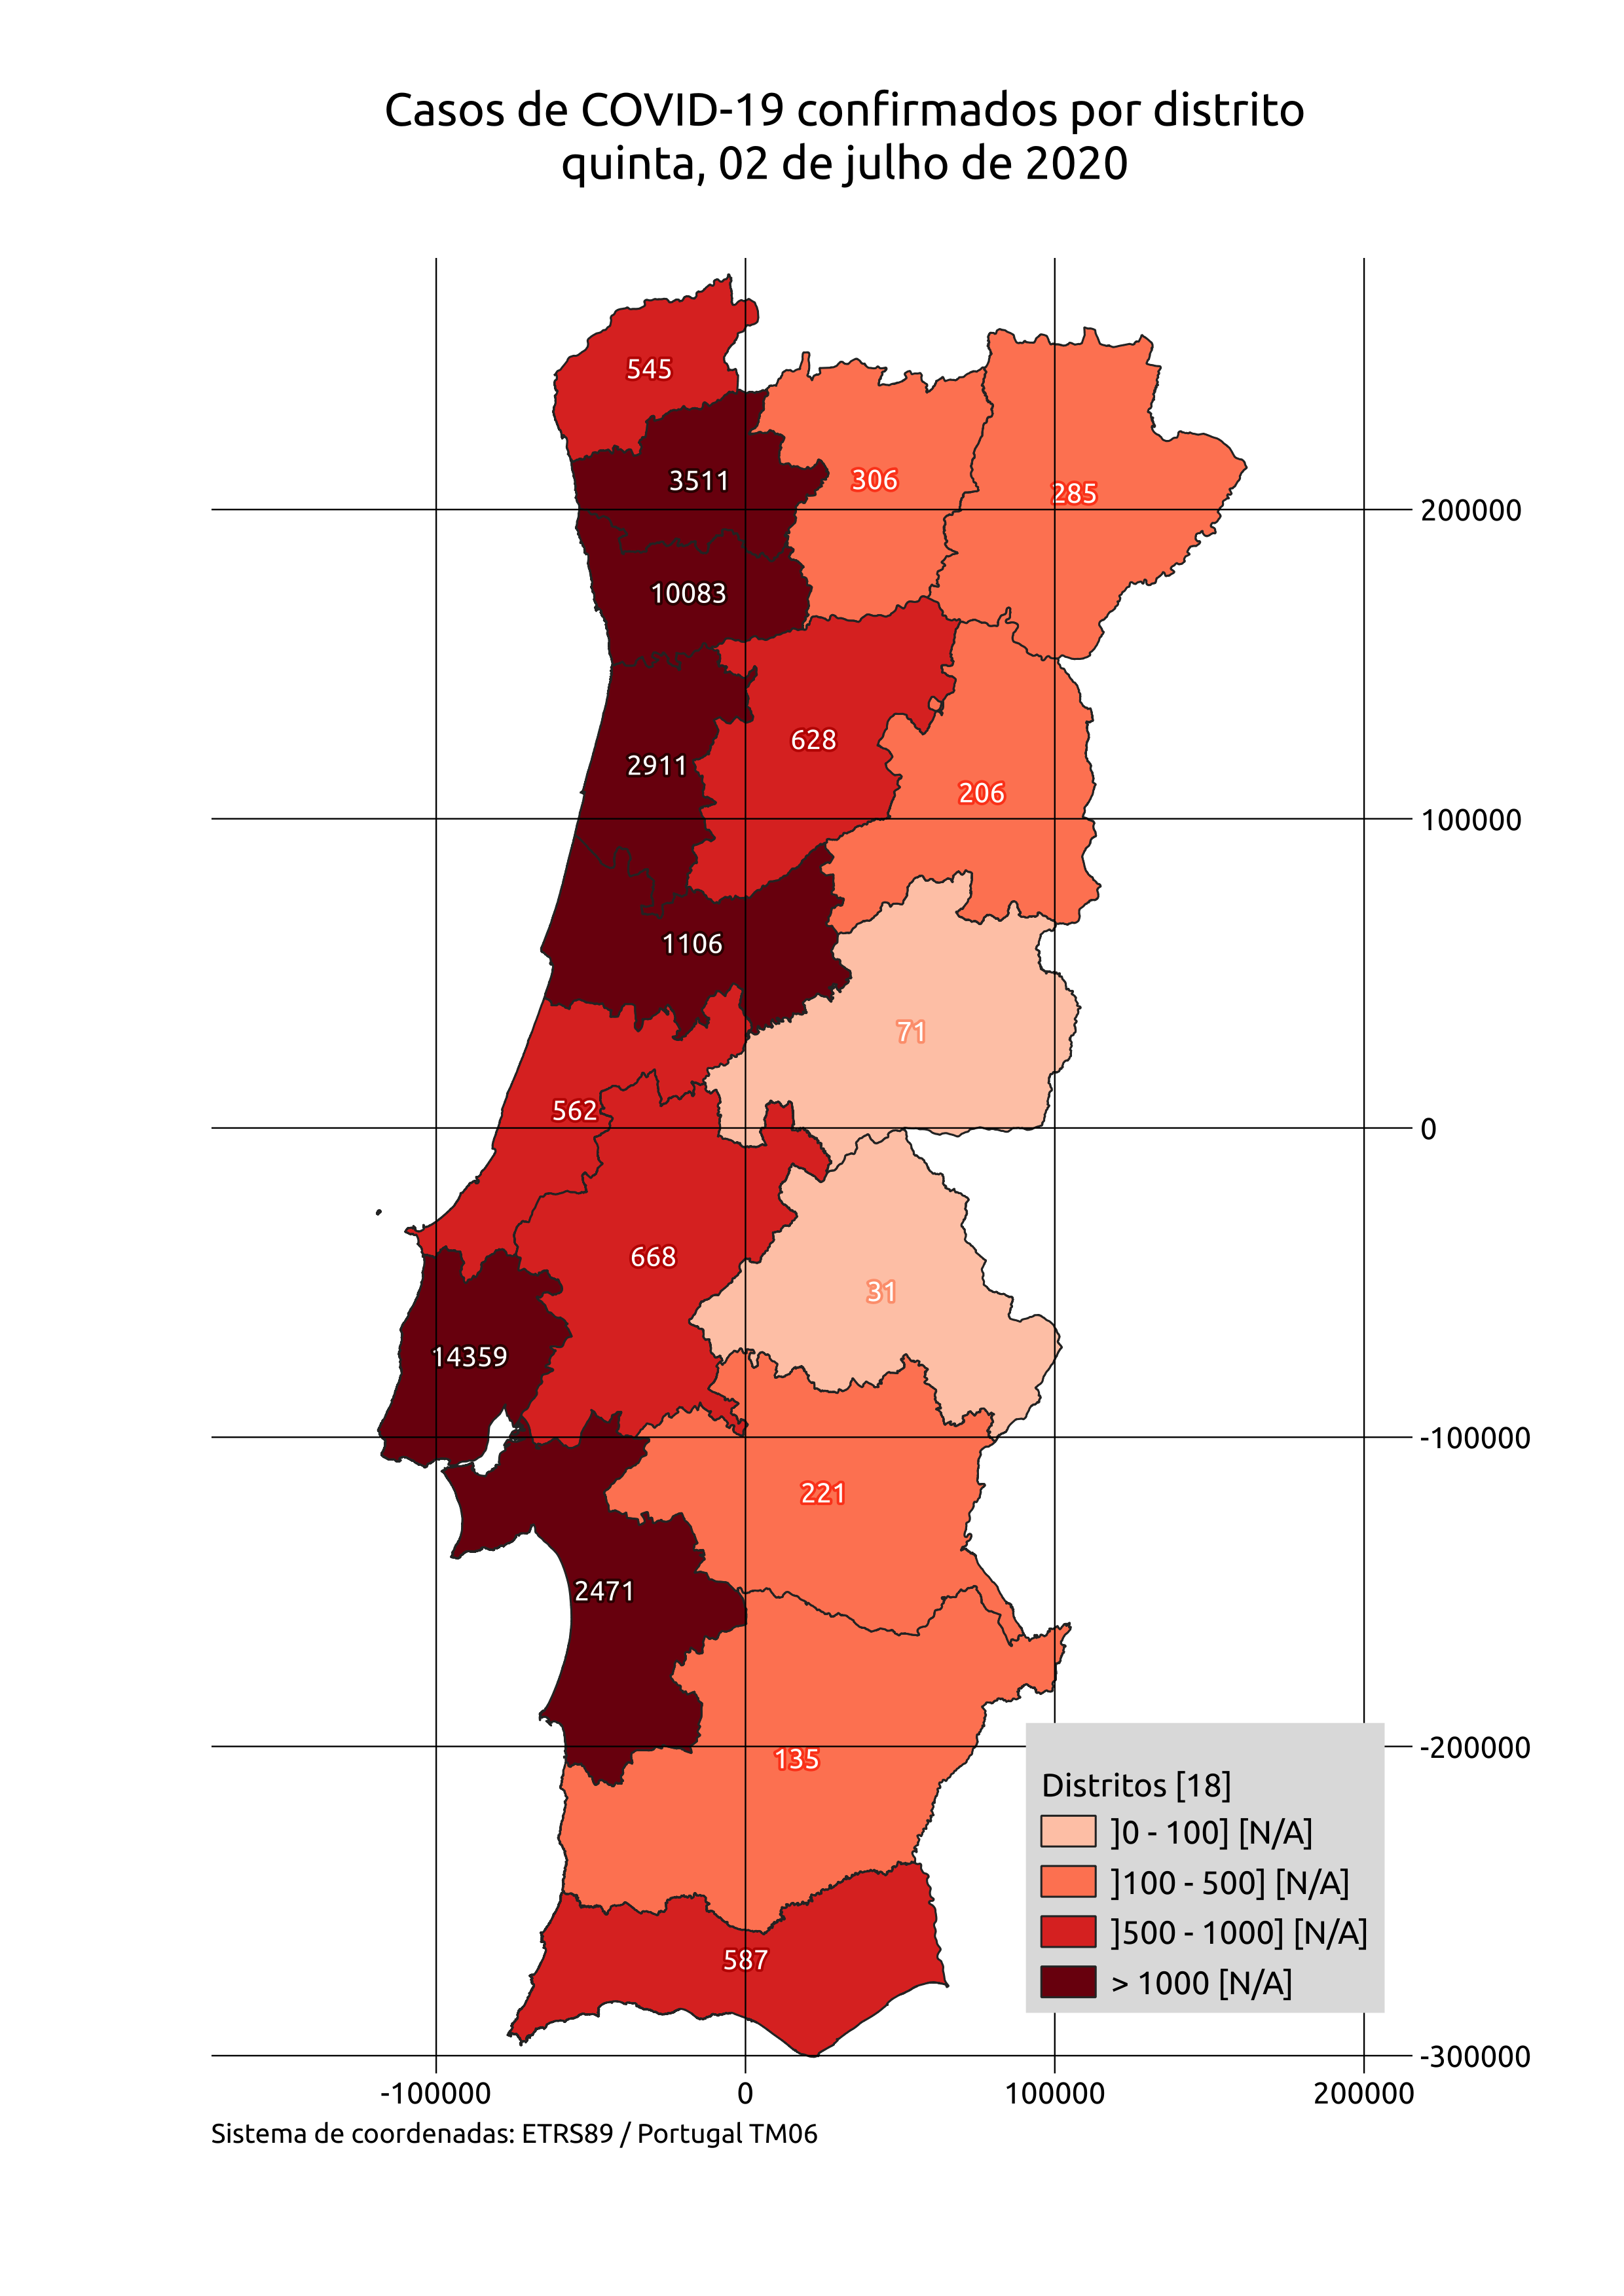 Casos de COVID-19 confirmados por distrito
quinta, 02 de julho de 2020
545
3511
306
285
200000
10083
628
2911
206
100000
1106
71
562
0
668
31
14359
-100000
221
2471
-200000
135
Distritos [18]
]0 - 100] [N/A]
]100 - 500] [N/A]
]500 - 1000] [N/A]
> 1000 [N/A]
587
-300000
-100000 0 100000 200000
Sistema de coordenadas: ETRS89 / Portugal TM06